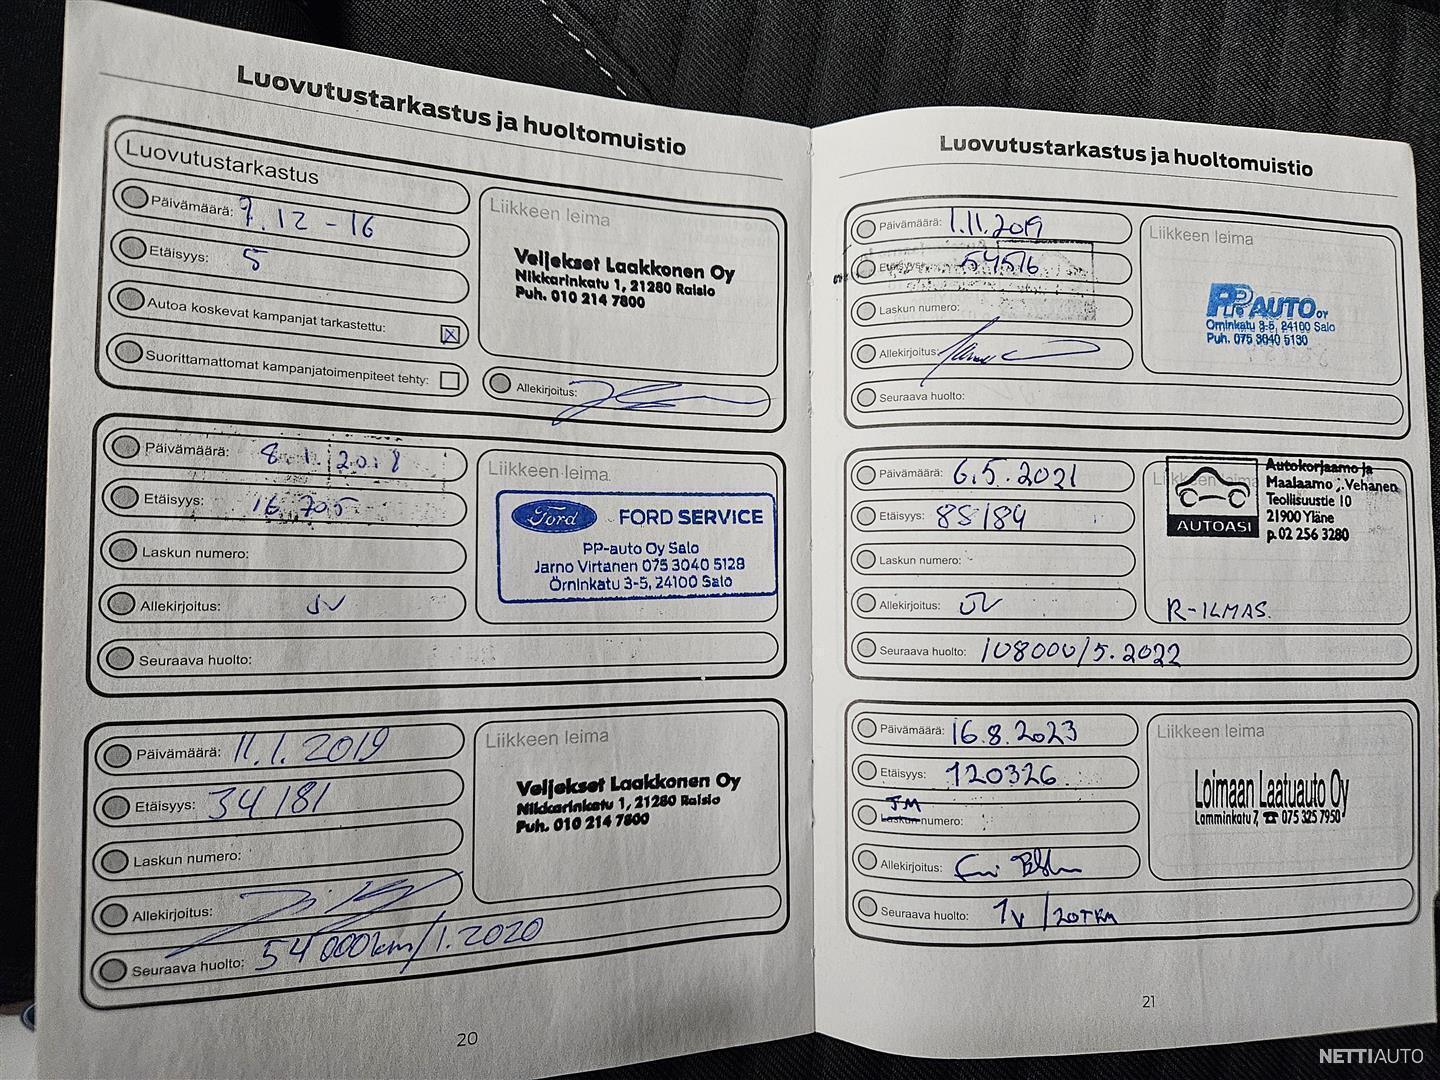 Luovutustarkastus ja huoltomuistio
Luovutustarkastus
Päivämäärä: 7.12 - 16
Etäisyys: 5
Autoa koskevat kampanjat tarkastettu:
Suorittamattomat kampanjatoimenpiteet tehty:
Liikkeen leima
Veljekset Laakkonen Oy
Nikkarinkatu 1, 21280 Raisio
Puh. 010 214 7800
Allekirjoitus:
Päivämäärä: 8.1.2018
Etäisyys: 16 705
Laskun numero:
Allekirjoitus: JV
Seuraava huolto:
Liikkeen leima
Ford FORD SERVICE
PP-auto Oy Salo
Jarno Virtanen 075 3040 5128
Örninkatu 3-5, 24100 Salo
Päivämäärä: 11.1.2019
Etäisyys: 34181
Laskun numero:
Allekirjoitus:
Seuraava huolto: 54000km/1.2020
Liikkeen leima
Veljekset Laakkonen Oy
Nikkarinkatu 1, 21280 Raisio
Puh. 010 214 7800
20
Luovutustarkastus ja huoltomuistio
Päivämäärä: 1.11.2019
Etäisyys: 54516
Laskun numero:
Allekirjoitus:
Seuraava huolto:
Liikkeen leima
PP AUTO OY
Örninkatu 3-5, 24100 Salo
Puh. 075 3040 5130
Päivämäärä: 6.5.2021
Etäisyys: 88184
Laskun numero:
Allekirjoitus: JV
Seuraava huolto: 108000/5.2022
AUTOASI
Autokorjaamo ja
Maalaamo J. Vehanen
Teollisuustie 10
21900 Yläne
p. 02 256 3280
R-ILMAS.
Päivämäärä: 16.8.2023
Etäisyys: 120326
JM
Laskun numero:
Allekirjoitus:
Seuraava huolto: 1v /20TKM
Liikkeen leima
Loimaan Laatuauto Oy
Lamminkatu 7, ☎ 075 325 7950
21
NETTIAUTO